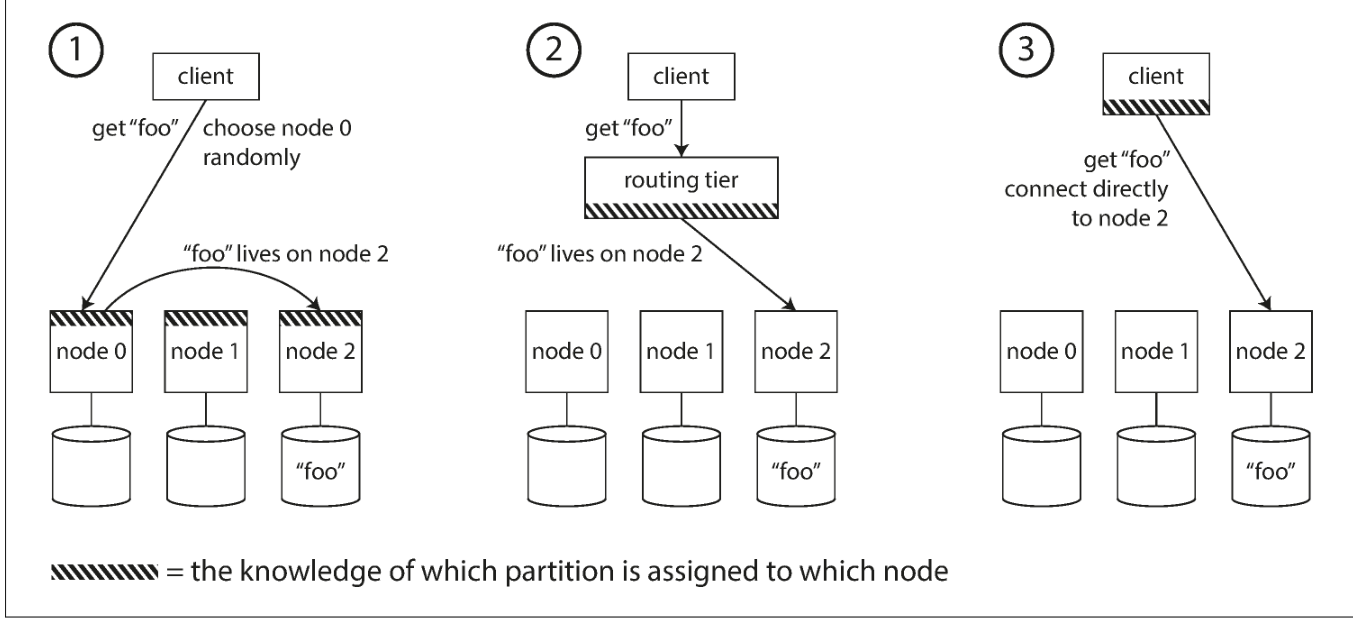 1
client
get “foo”
choose node 0
randomly
“foo” lives on node 2
node 0
node 1
node 2
“foo”
2
client
get “foo”
routing tier
“foo” lives on node 2
node 0
node 1
node 2
“foo”
3
client
get “foo”
connect directly
to node 2
node 0
node 1
node 2
“foo”
= the knowledge of which partition is assigned to which node